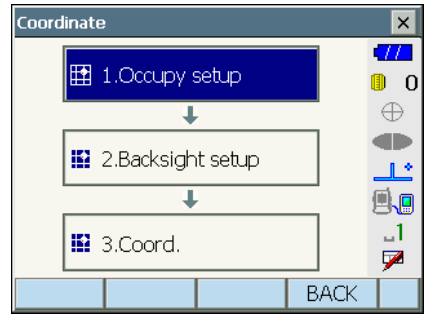 Coordinate
1.Occupy setup
0
2.Backsight setup
3.Coord.
1
BACK